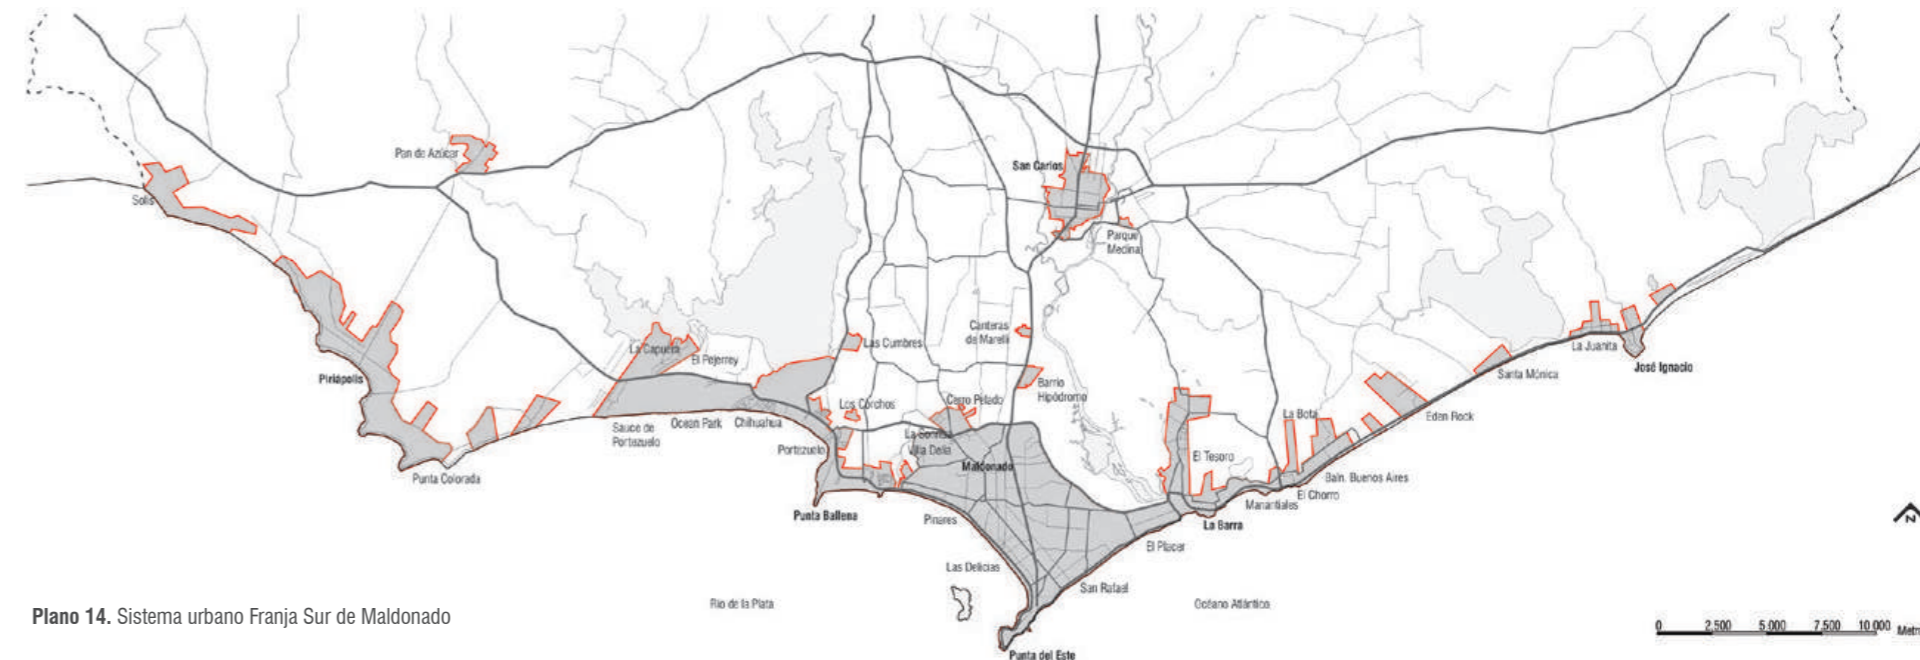 Pan de Azúcar
San Carlos
Solís
Parque
Medina
Canteras
de Marelli
Las Cumbres
La Capuera
El Pejerrey
La Juanita
José Ignacio
Santa Mónica
Piriápolis
Barrio
Hipódromo
Los Corchos
Cerro Pelado
La Bota
Eden Rock
Sauce de
Portezuelo
Ocean Park
Chihuahua
Portezuelo
La Sonrisa
Villa Delia
Maldonado
El Tesoro
Punta Colorada
Baln. Buenos Aires
El Chorro
Manantiales
Punta Ballena
Pinares
La Barra
El Placer
Las Delicias
San Rafael
Río de la Plata
Océano Atlántico
Punta del Este
N
Plano 14. Sistema urbano Franja Sur de Maldonado
0 2,500 5 000 7,500 10 000 Metr